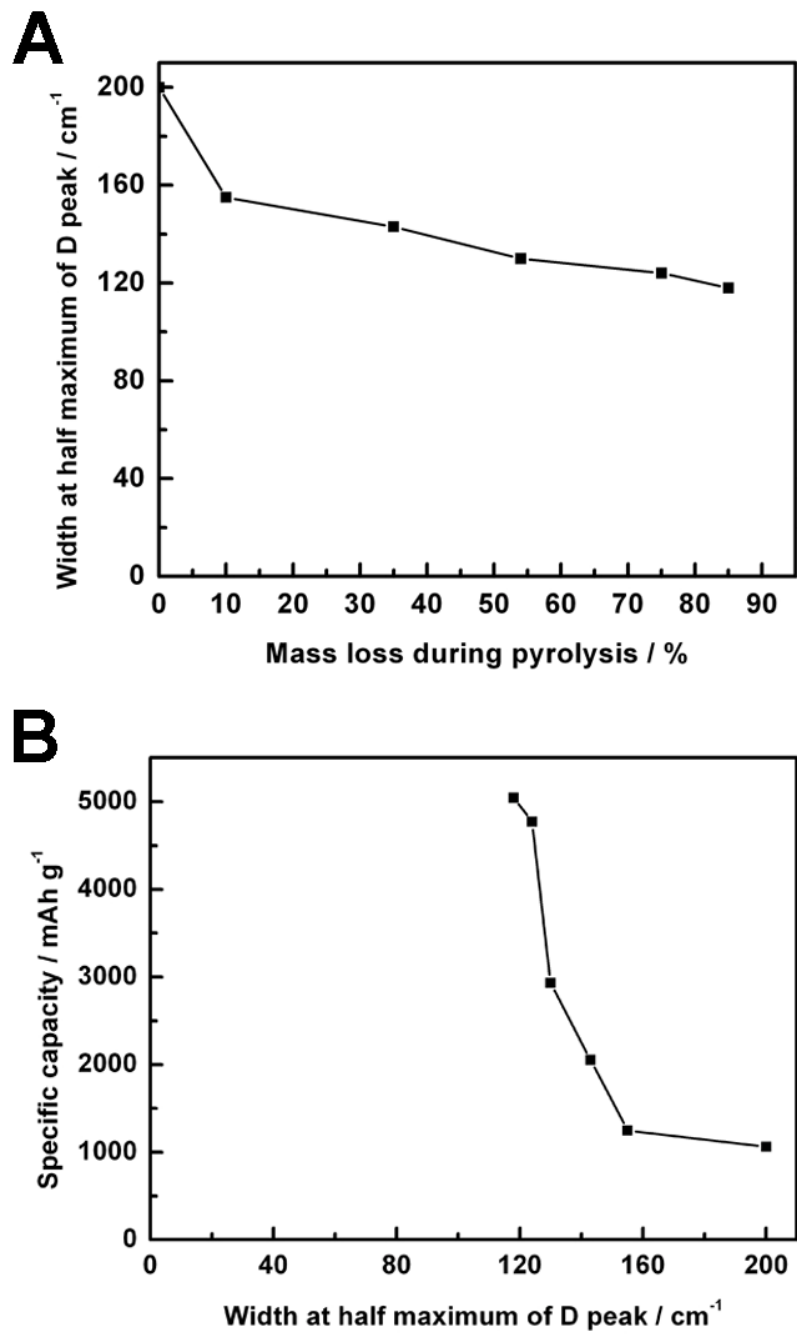 A
Width at half maximum of D peak / cm⁻¹
200
160
120
80
40
0
0 10 20 30 40 50 60 70 80 90
Mass loss during pyrolysis / %
B
Specific capacity / mAh g⁻¹
5000
4000
3000
2000
1000
0
0 40 80 120 160 200
Width at half maximum of D peak / cm⁻¹